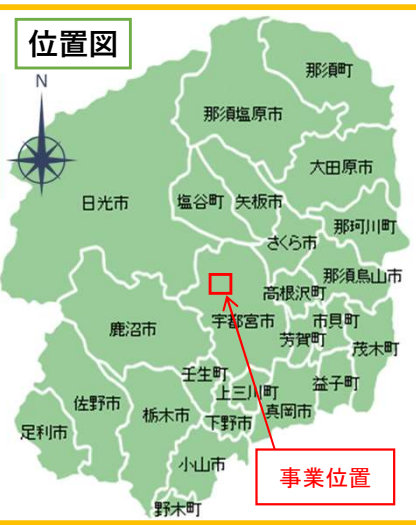 位置図
N
那須町
那須塩原市
大田原市
日光市
塩谷町
矢板市
那珂川町
さくら市
那須烏山市
高根沢町
宇都宮市
市貝町
鹿沼市
芳賀町
茂木町
壬生町
上三川町
益子町
佐野市
栃木市
下野市
真岡市
足利市
小山市
事業位置
野木町